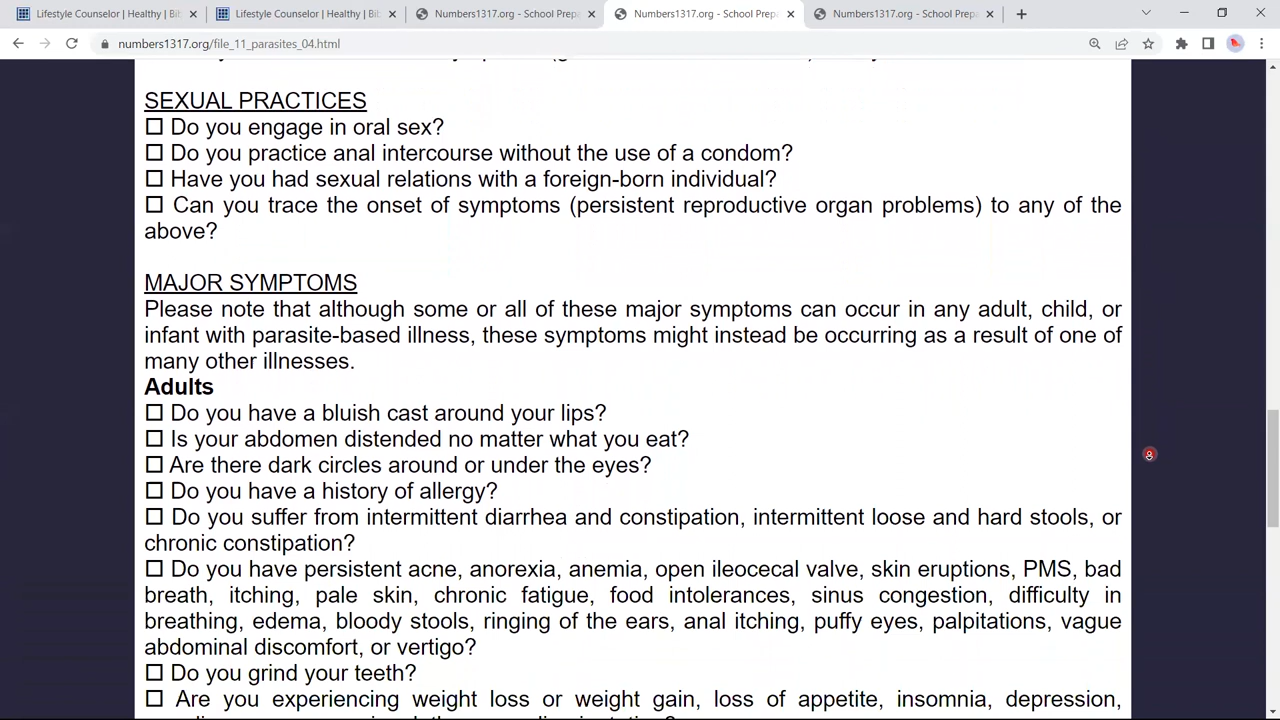 Lifestyle Counselor | Healthy | Bib
Lifestyle Counselor | Healthy | Bib
Numbers1317.org - School Prepa
Numbers1317.org - School Prepa
Numbers1317.org - School Prepa
numbers1317.org/file_11_parasites_04.html
SEXUAL PRACTICES
☐ Do you engage in oral sex?
☐ Do you practice anal intercourse without the use of a condom?
☐ Have you had sexual relations with a foreign-born individual?
☐ Can you trace the onset of symptoms (persistent reproductive organ problems) to any of the
above?
MAJOR SYMPTOMS
Please note that although some or all of these major symptoms can occur in any adult, child, or
infant with parasite-based illness, these symptoms might instead be occurring as a result of one of
many other illnesses.
Adults
☐ Do you have a bluish cast around your lips?
☐ Is your abdomen distended no matter what you eat?
☐ Are there dark circles around or under the eyes?
☐ Do you have a history of allergy?
☐ Do you suffer from intermittent diarrhea and constipation, intermittent loose and hard stools, or
chronic constipation?
☐ Do you have persistent acne, anorexia, anemia, open ileocecal valve, skin eruptions, PMS, bad
breath, itching, pale skin, chronic fatigue, food intolerances, sinus congestion, difficulty in
breathing, edema, bloody stools, ringing of the ears, anal itching, puffy eyes, palpitations, vague
abdominal discomfort, or vertigo?
☐ Do you grind your teeth?
☐ Are you experiencing weight loss or weight gain, loss of appetite, insomnia, depression,